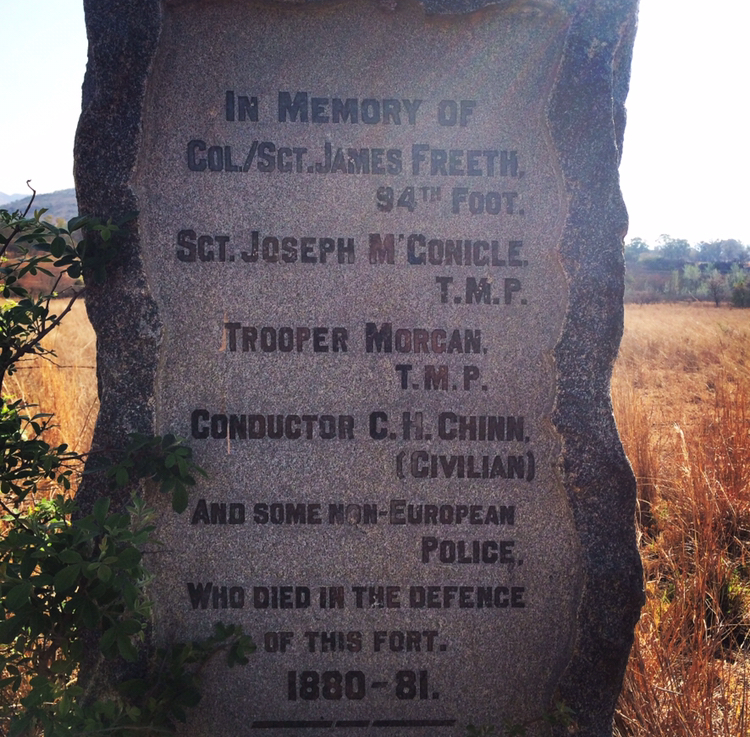 In Memory of
Col./Sgt. James Freeth,
94th Foot.
Sgt. Joseph McConicle,
T.M.P.
Trooper Morgan,
T.M.P.
Conductor C. H. Chinn,
(Civilian)
And some non-European
Police,
Who died in the defence
of this fort.
1880-81.